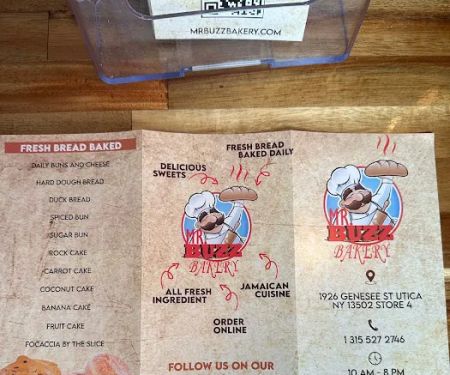 MRBUZZBAKERY.COM
FRESH BREAD BAKED
DAILY BUNS AND CHEESE
HARD DOUGH BREAD
DUCK BREAD
SPICED BUN
SUGAR BUN
ROCK CAKE
CARROT CAKE
COCONUT CAKE
BANANA CAKE
FRUIT CAKE
FOCACCIA BY THE SLICE
FRESH BREAD
BAKED DAILY
DELICIOUS
SWEETS
MR
BUZZ
BAKERY
ALL FRESH
INGREDIENT
JAMAICAN
CUISINE
ORDER
ONLINE
FOLLOW US ON OUR
MR
BUZZ
BAKERY
1926 GENESEE ST UTICA
NY 13502 STORE 4
1 315 527 2746
10 AM - 8 PM